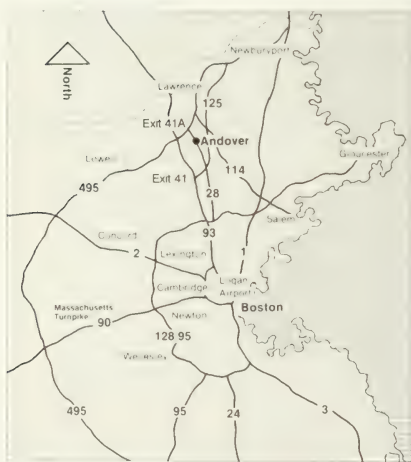 Newburyport
North
Lawrence
125
Exit 41A
Andover
Lowell
Gloucester
Exit 41
114
495
28
Salem
93
Concord
2
Lexington
1
Logan
Airport
Cambridge
Massachusetts
Turnpike
90
Boston
Newton
128 95
Wellesley
495
95
24
3